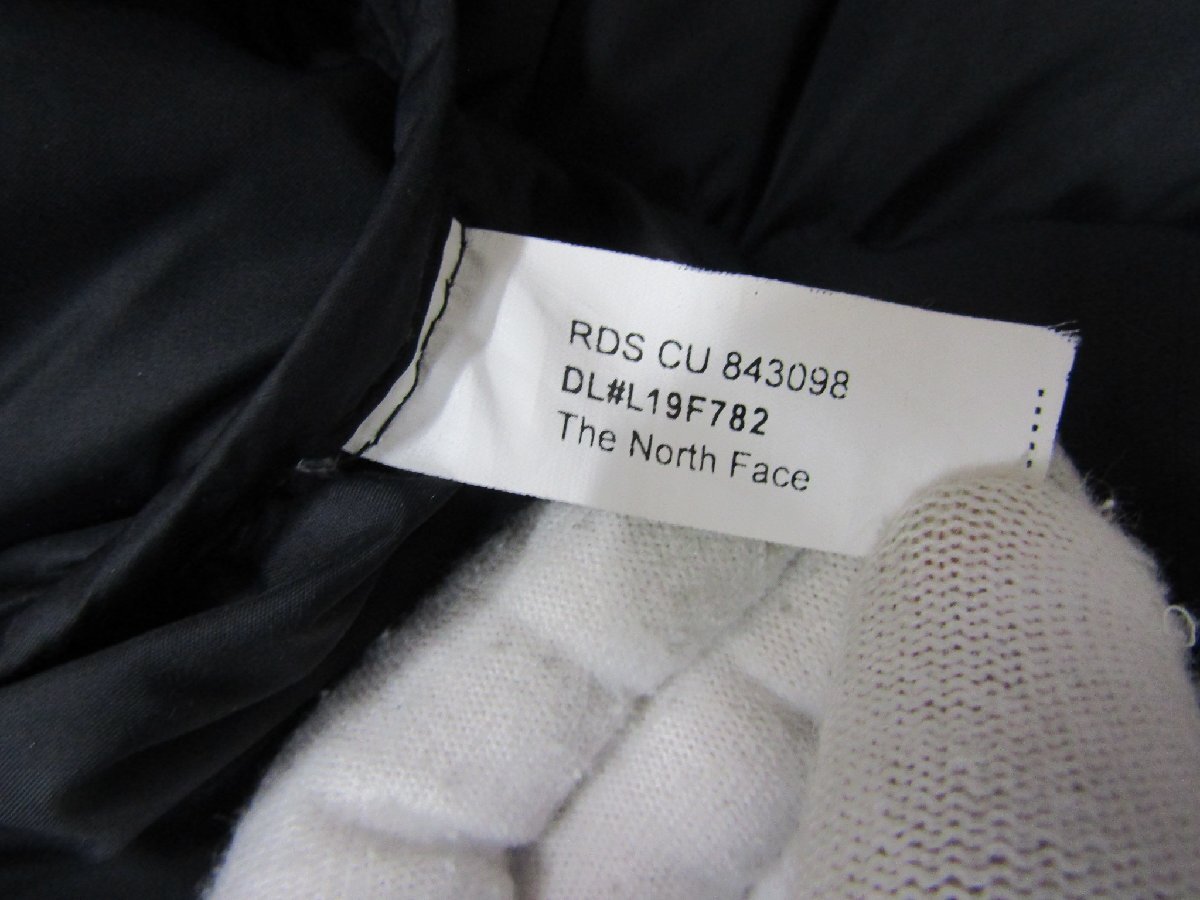 RDS CU 843098
DL#L19F782
The North Face